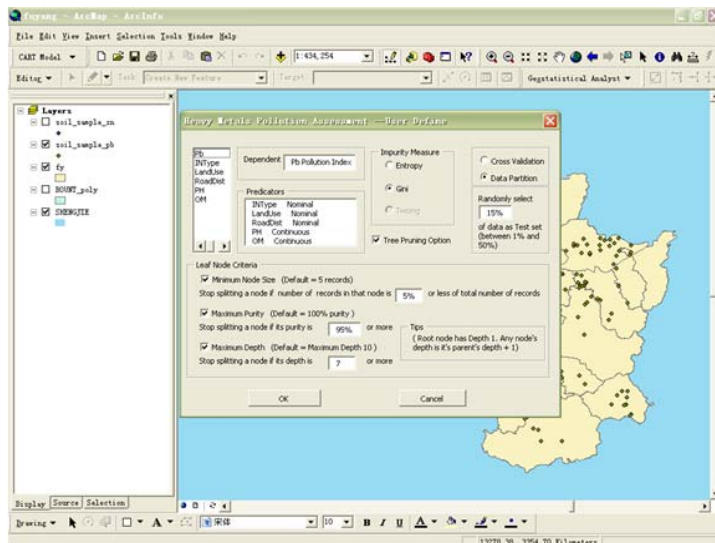 fuyang - ArcMap - ArcInfo
File Edit View Insert Selection Tools Window Help
CART Model
1:434,254
Editor
Task: Create New Feature
Target:
Geostatistical Analyst
Layers
soil_sample_zn
soil_sample_pb
fy
BOUNT_poly
SHENGJIE
Heavy Metals Pollution Assessment --User Define
Pb
INType
LandUse
RoadDist
PH
OM
Dependent
Pb Pollution Index
Predicators
INType Nominal
LandUse Nominal
RoadDist Nominal
PH Continuous
OM Continuous
Impurity Measure
Entropy
Gini
Twoing
Tree Pruning Option
Cross Validation
Data Partition
Randomly select
15%
of data as Test set
(between 1% and
50%)
Leaf Node Criteria
Minimum Node Size (Default = 5 records)
Stop splitting a node if number of records in that node is 5% or less of total number of records
Maximum Purity (Default = 100% purity )
Stop splitting a node if its purity is 95% or more
Maximum Depth (Default = Maximum Depth 10 )
Stop splitting a node if its depth is 7 or more
Tips
( Root node has Depth 1. Any node's
depth is it's parent's depth + 1)
OK
Cancel
Display Source Selection
Drawing
A
宋体
10
B I U A